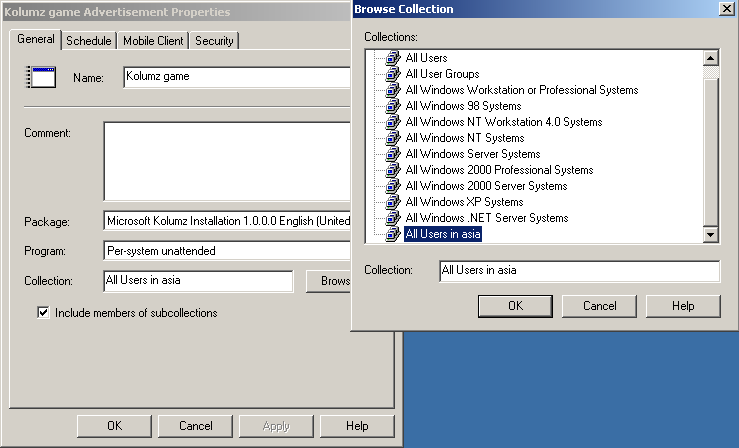 Kolumz game Advertisement Properties
General
Schedule
Mobile Client
Security
Name:
Kolumz game
Comment:
Package:
Microsoft Kolumz Installation 1.0.0.0 English (United
Program:
Per-system unattended
Collection:
All Users in asia
Brows
Include members of subcollections
OK
Cancel
Apply
Help
Browse Collection
Collections:
All Users
All User Groups
All Windows Workstation or Professional Systems
All Windows 98 Systems
All Windows NT Workstation 4.0 Systems
All Windows NT Systems
All Windows Server Systems
All Windows 2000 Professional Systems
All Windows 2000 Server Systems
All Windows XP Systems
All Windows .NET Server Systems
All Users in asia
Collection:
All Users in asia
OK
Cancel
Help